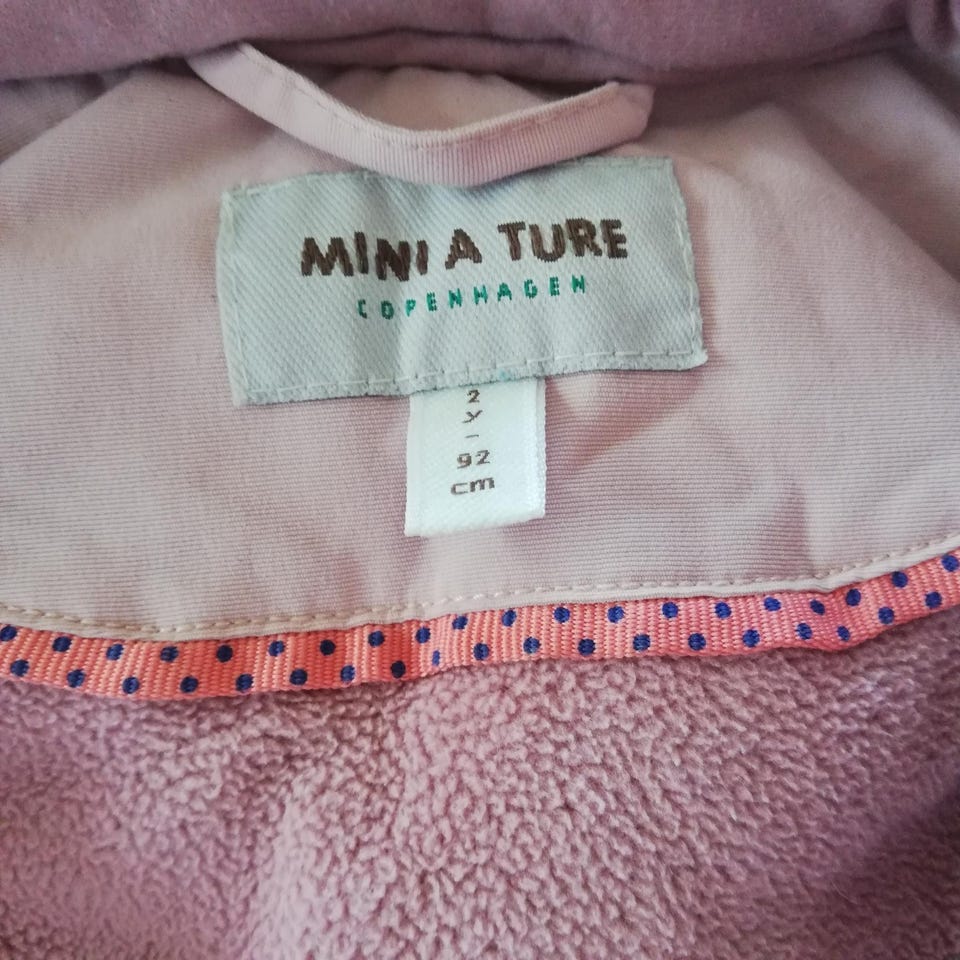 MINI A TURE
COPENHAGEN
2
y
-
92
cm